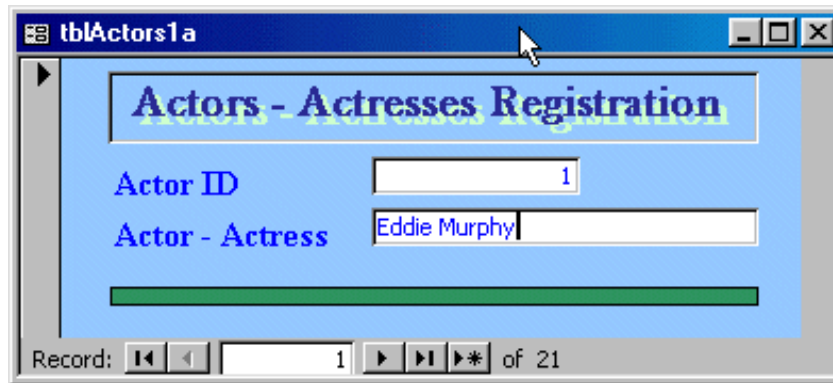 tblActors1a
Actors - Actresses Registration
Actor ID 1
Actor - Actress Eddie Murphy
Record: 1 of 21